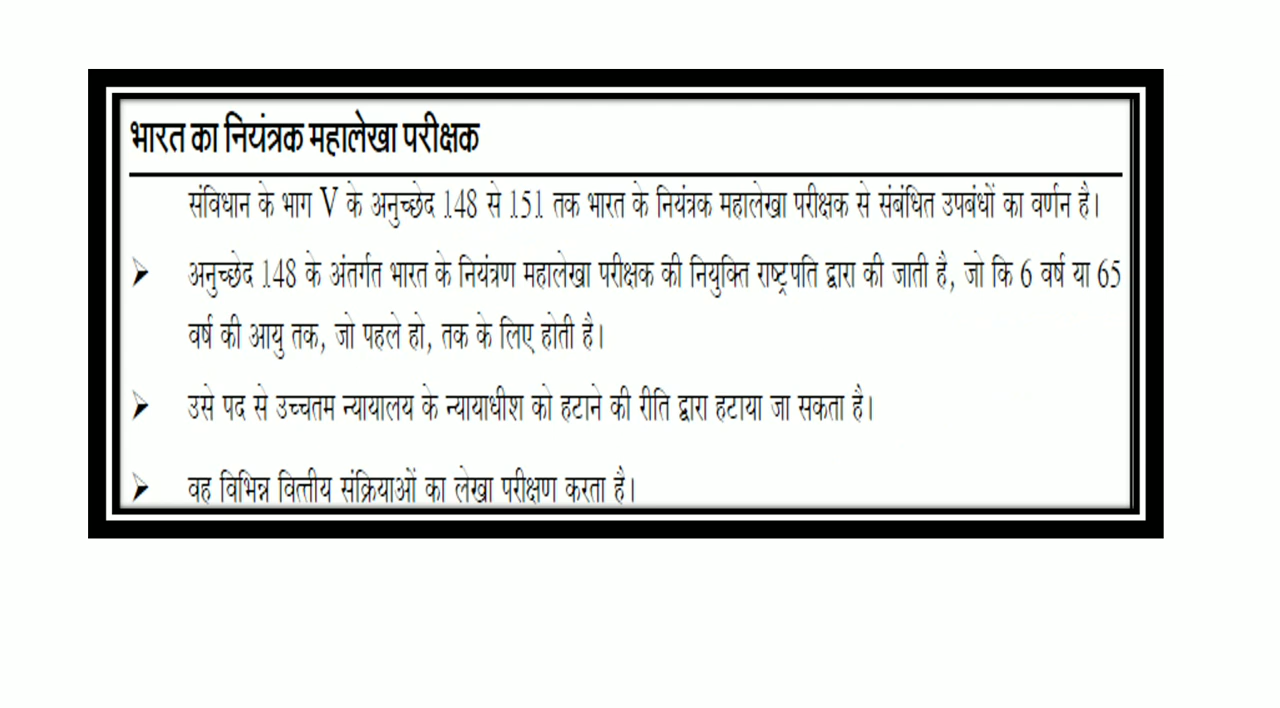 भारत का नियंत्रक महालेखा परीक्षक
संविधान के भाग V के अनुच्छेद 148 से 151 तक भारत के नियंत्रक महालेखा परीक्षक से संबंधित उपबंधों का वर्णन है।
➢ अनुच्छेद 148 के अंतर्गत भारत के नियंत्रण महालेखा परीक्षक की नियुक्ति राष्ट्रपति द्वारा की जाती है, जो कि 6 वर्ष या 65
वर्ष की आयु तक, जो पहले हो, तक के लिए होती है।
➢ उसे पद से उच्चतम न्यायालय के न्यायाधीश को हटाने की रीति द्वारा हटाया जा सकता है।
➢ वह विभिन्न वित्तीय संक्रियाओं का लेखा परीक्षण करता है।